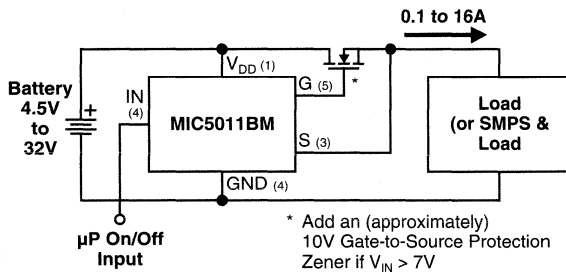 0.1 to 16A
V_DD (1)
G (5)
*
Battery
4.5V
to
32V
+
IN
(4)
MIC5011BM
S (3)
Load
(or SMPS &
Load
GND (4)
µP On/Off
Input
* Add an (approximately)
10V Gate-to-Source Protection
Zener if V_IN > 7V